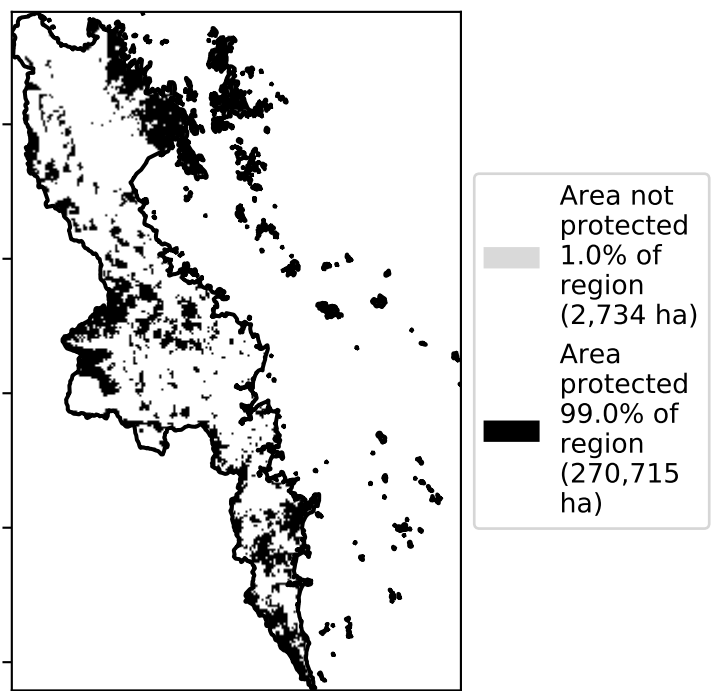 Area not
protected
1.0% of
region
(2,734 ha)
Area
protected
99.0% of
region
(270,715
ha)